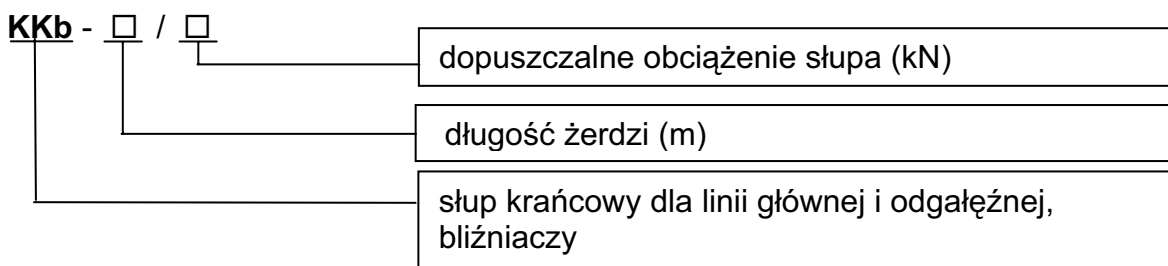 KKb - □ / □
dopuszczalne obciążenie słupa (kN)
długość żerdzi (m)
słup krańcowy dla linii głównej i odgałęźnej,
bliźniaczy